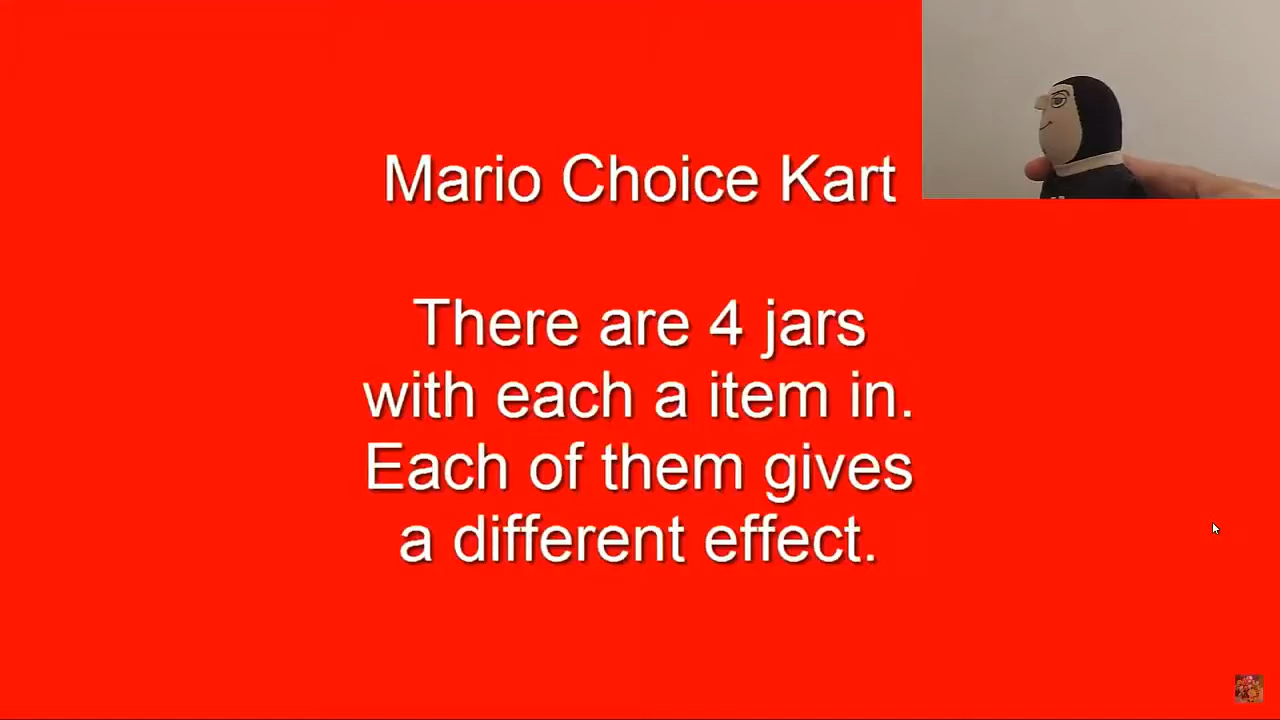 Mario Choice Kart
There are 4 jars
with each a item in.
Each of them gives
a different effect.